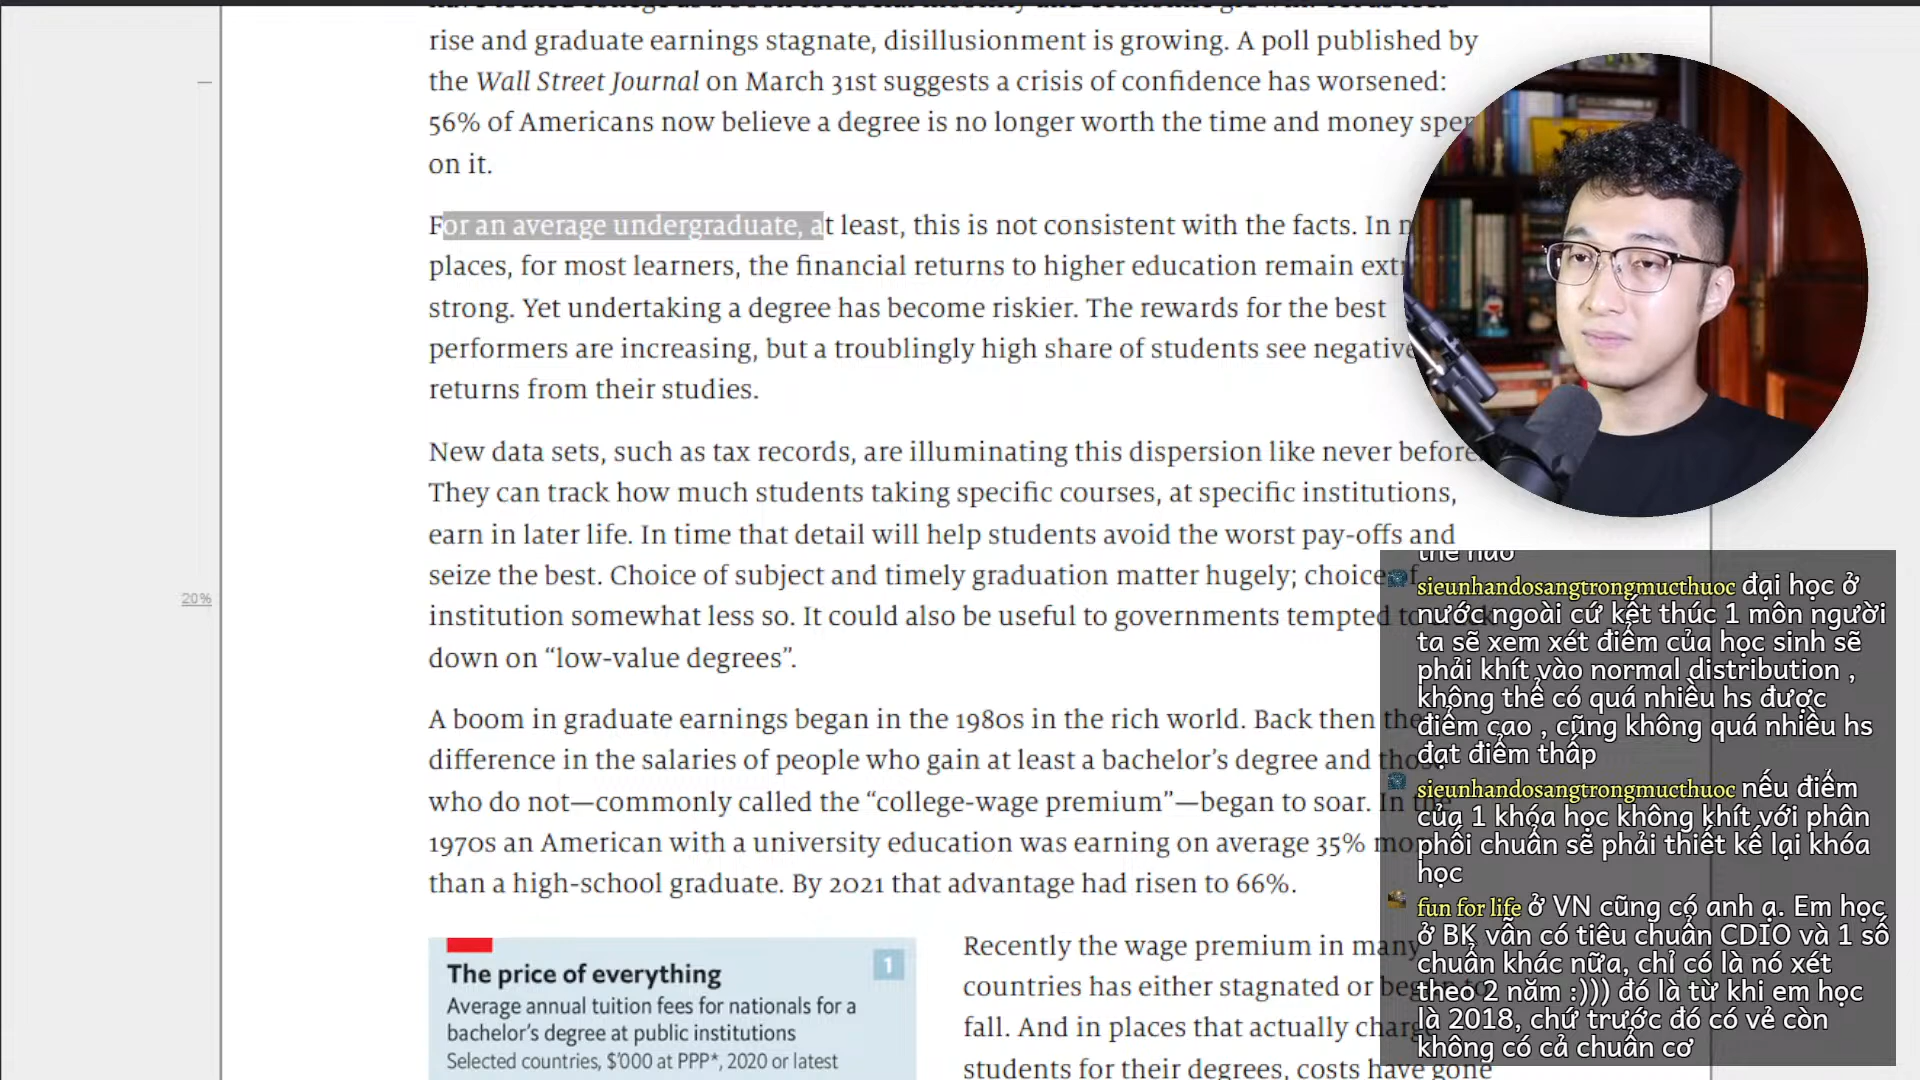 rise and graduate earnings stagnate, disillusionment is growing. A poll published by
the Wall Street Journal on March 31st suggests a crisis of confidence has worsened:
56% of Americans now believe a degree is no longer worth the time and money spe
on it.
For an average undergraduate, at least, this is not consistent with the facts. In
places, for most learners, the financial returns to higher education remain ext
strong. Yet undertaking a degree has become riskier. The rewards for the best
performers are increasing, but a troublingly high share of students see negative
returns from their studies.
New data sets, such as tax records, are illuminating this dispersion like never before.
They can track how much students taking specific courses, at specific institutions,
earn in later life. In time that detail will help students avoid the worst pay-offs and
seize the best. Choice of subject and timely graduation matter hugely; choice of
institution somewhat less so. It could also be useful to governments tempted to
down on “low-value degrees”.
A boom in graduate earnings began in the 1980s in the rich world. Back then the
difference in the salaries of people who gain at least a bachelor’s degree and those
who do not—commonly called the “college-wage premium”—began to soar. In the
1970s an American with a university education was earning on average 35% mo
than a high-school graduate. By 2021 that advantage had risen to 66%.
20%
The price of everything
1
Average annual tuition fees for nationals for a
bachelor’s degree at public institutions
Selected countries, $’000 at PPP*, 2020 or latest
Recently the wage premium in many
countries has either stagnated or began to
fall. And in places that actually charge
students for their degrees, costs have gone
thế nào
sieunhandosangtrongmucthuoc đại học ở
nước ngoài cứ kết thúc 1 môn người
ta sẽ xem xét điểm của học sinh sẽ
phải khít vào normal distribution ,
không thể có quá nhiều hs được
điểm cao , cũng không quá nhiều hs
đạt điểm thấp
sieunhandosangtrongmucthuoc nếu điểm
của 1 khóa học không khít với phân
phối chuẩn sẽ phải thiết kế lại khóa
học
fun for life ở VN cũng có anh ạ. Em học
ở BK vẫn có tiêu chuẩn CDIO và 1 số
chuẩn khác nữa, chỉ có là nó xét
theo 2 năm :))) đó là từ khi em học
là 2018, chứ trước đó có vẻ còn
không có cả chuẩn cơ